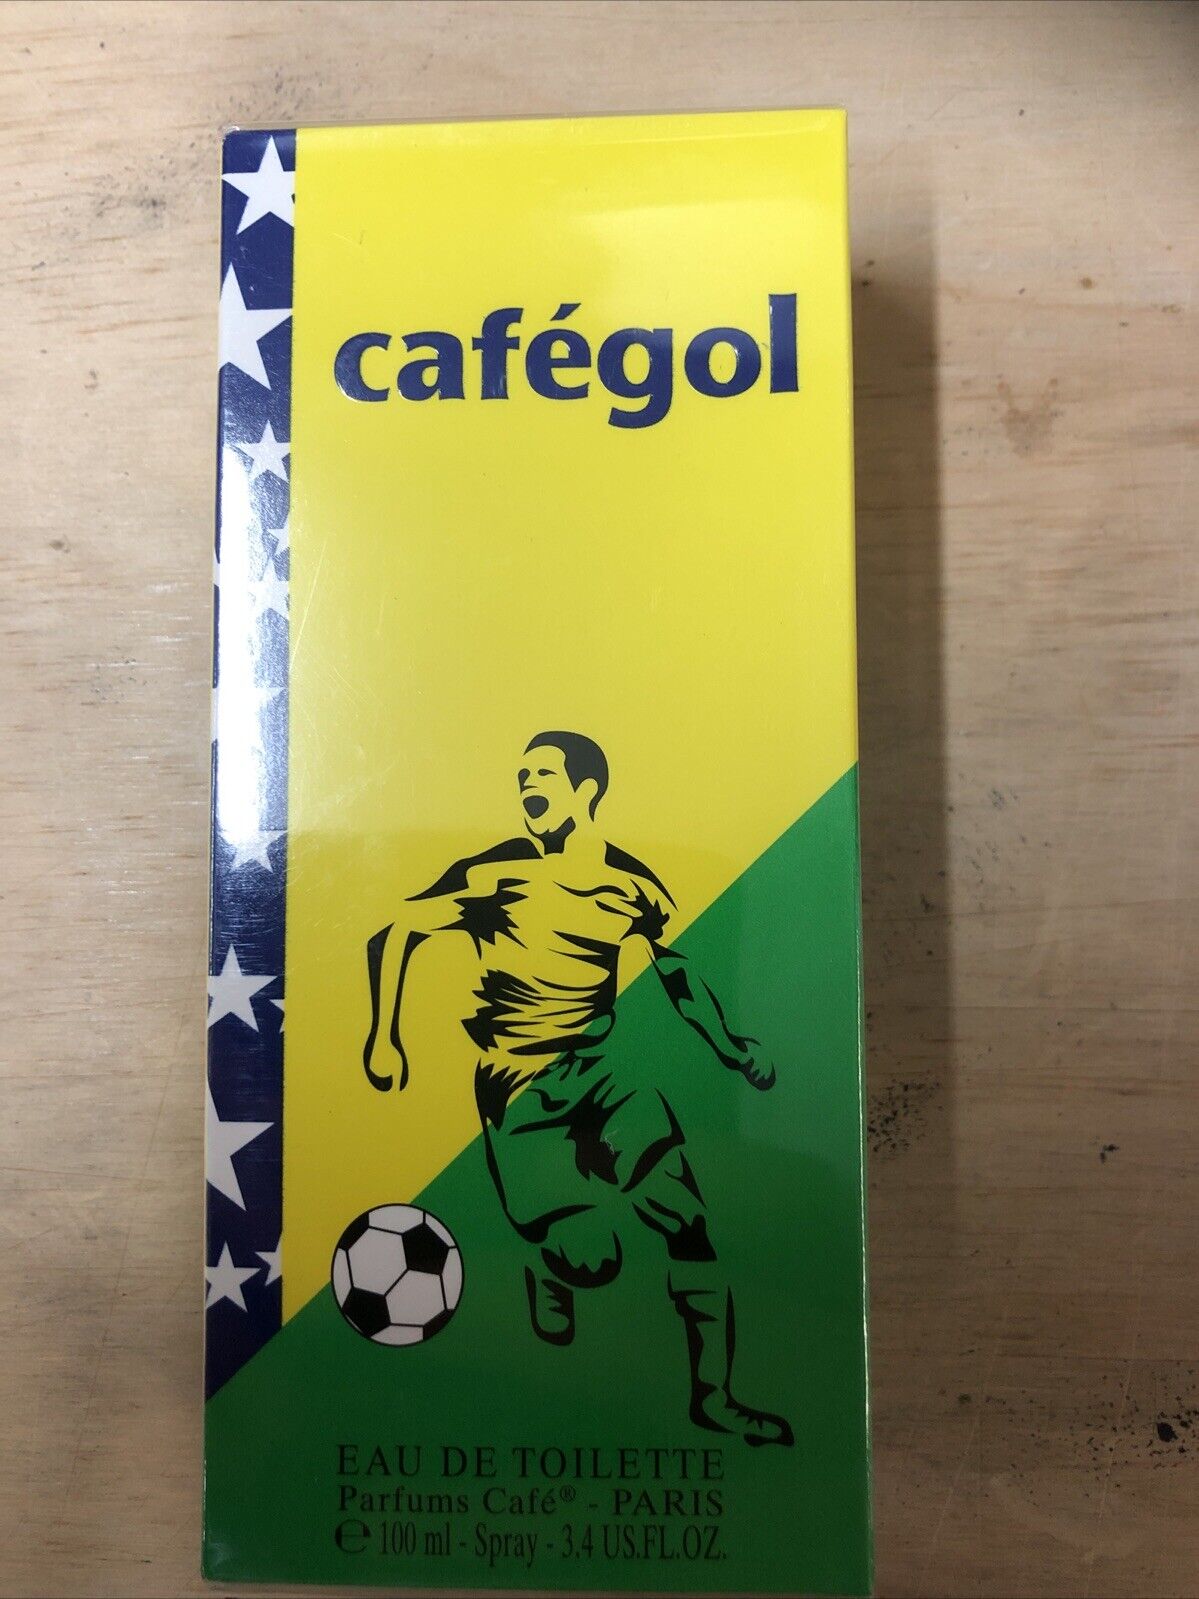 cafégol
EAU DE TOILETTE
Parfums Café® - PARIS
℮ 100 ml - Spray - 3.4 US.FL.OZ.